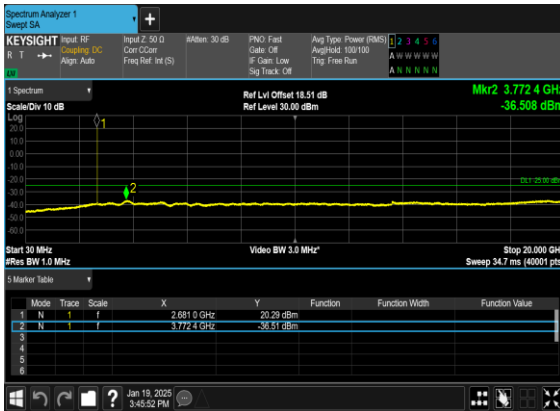 Spectrum Analyzer 1
Swept SA
+
KEYSIGHT
R T
LW
Input: RF
Coupling: DC
Align: Auto
Input Z: 50 Ω
Corr CCorr
Freq Ref: Int (S)
#Atten: 30 dB
PNO: Fast
Gate: Off
IF Gain: Low
Sig Track: Off
Avg Type: Power (RMS)
Avg|Hold: 100/100
Trig: Free Run
1 2 3 4 5 6
A W W W W W
A N N N N N
1 Spectrum
Scale/Div 10 dB
Ref Lvl Offset 18.51 dB
Ref Level 30.00 dBm
Mkr2 3.772 4 GHz
-36.508 dBm
Log
20.0
10.0
0.00
-10.0
-20.0
-30.0
-40.0
-50.0
-60.0
1
2
DL1 -25.00 dBm
Start 30 MHz
#Res BW 1.0 MHz
Video BW 3.0 MHz*
Stop 20.000 GHz
Sweep 34.7 ms (40001 pts)
5 Marker Table
Mode Trace Scale X Y Function Function Width Function Value
1 N 1 f 2.681 0 GHz 20.29 dBm
2 N 1 f 3.772 4 GHz -36.51 dBm
3
4
5
6
?
Jan 19, 2025
3:45:52 PM